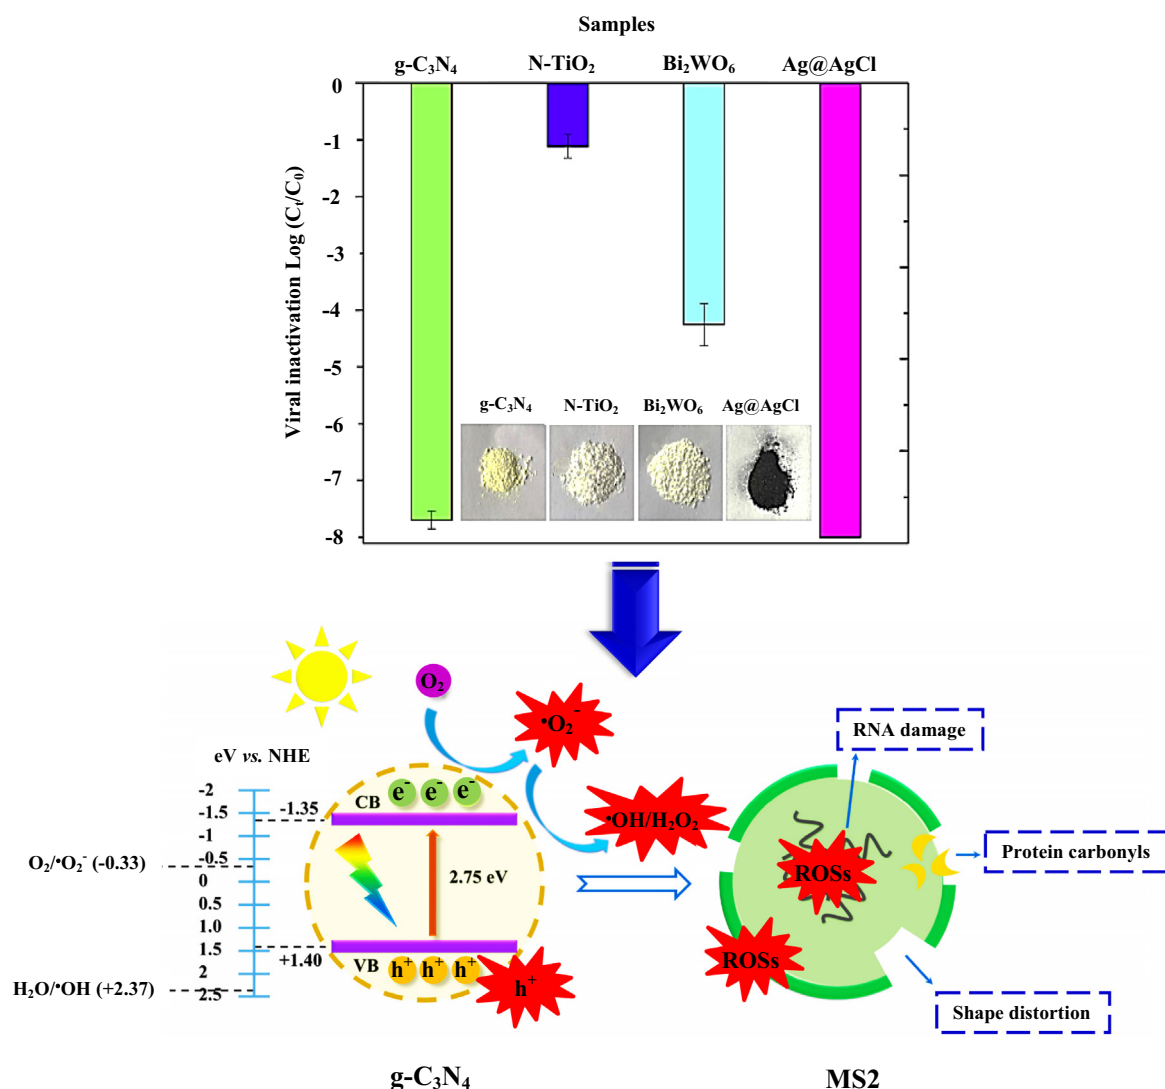 Samples
g-C₃N₄ N-TiO₂ Bi₂WO₆ Ag@AgCl
Viral inactivation Log (Cₜ/C₀)
0
-1
-2
-3
-4
-5
-6
-7
-8
g-C₃N₄ N-TiO₂ Bi₂WO₆ Ag@AgCl
O₂
•O₂⁻
•OH/H₂O₂
eV vs. NHE
-2
-1.5
-1
-0.5
0
0.5
1.0
1.5
2
2.5
-1.35
+1.40
O₂/•O₂⁻ (-0.33)
H₂O/•OH (+2.37)
CB
e⁻ e⁻ e⁻
2.75 eV
VB
h⁺ h⁺ h⁺
h⁺
RNA damage
ROSs
Protein carbonyls
ROSs
Shape distortion
g-C₃N₄
MS2